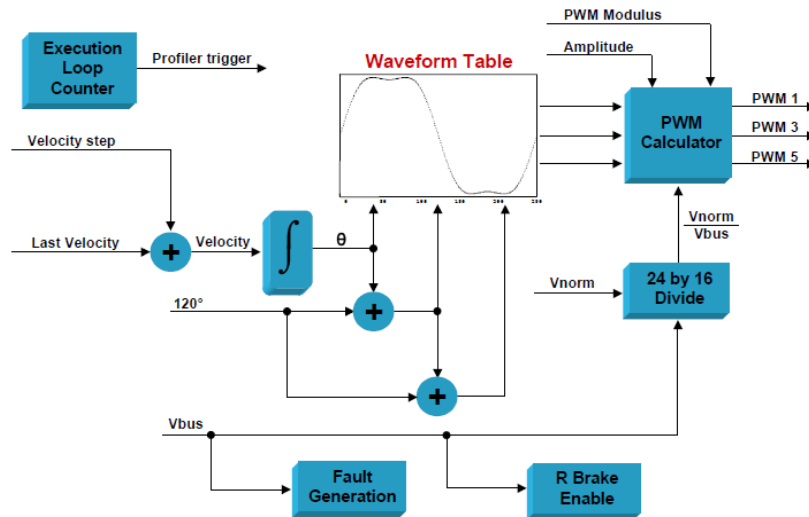 PWM Modulus
Execution
Loop
Counter
Profiler trigger
Amplitude
Waveform Table
PWM
Calculator
PWM 1
PWM 3
PWM 5
Velocity step
Last Velocity
+
Velocity
∫
θ
Vnorm
Vbus
120°
+
Vnorm
24 by 16
Divide
+
Vbus
Fault
Generation
R Brake
Enable